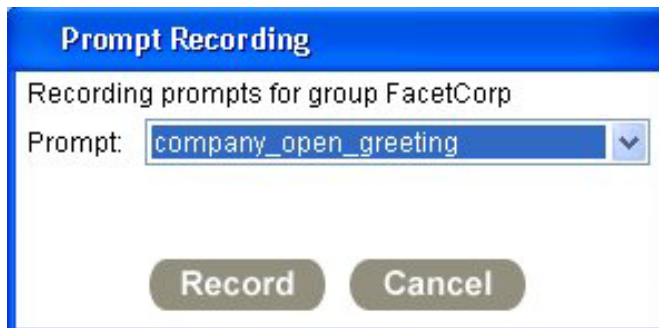 Prompt Recording
Recording prompts for group FacetCorp
Prompt: company_open_greeting
Record Cancel